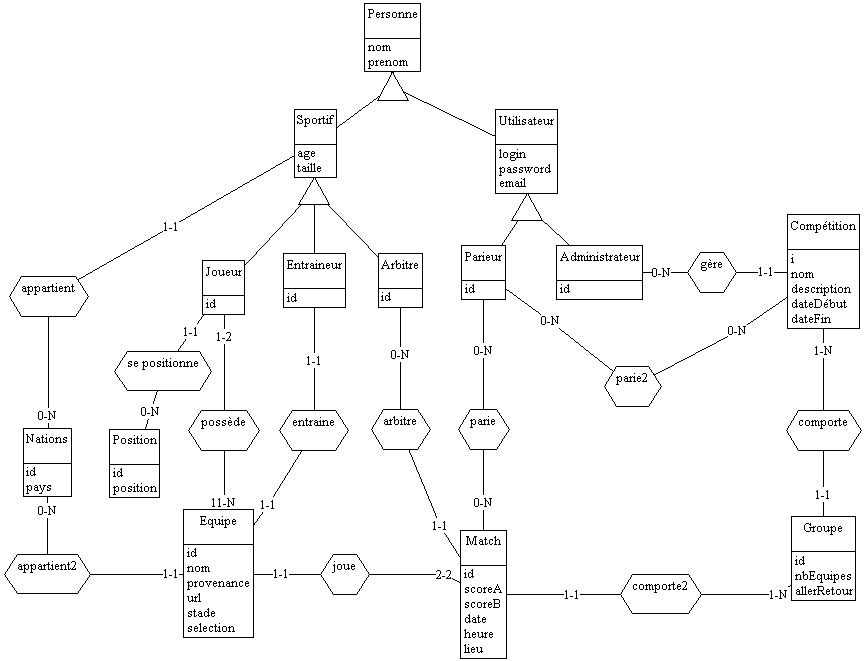 Personne
nom
prenom
Sportif
age
taille
Utilisateur
login
password
email
1-1
appartient
Joueur
id
Entraineur
id
Arbitre
id
Parieur
id
Administrateur
id
0-N
gère
1-1
Compétition
i
nom
description
dateDébut
dateFin
1-1
1-2
0-N
0-N
1-N
se positionne
1-1
0-N
0-N
parie2
0-N
0-N
possède
entraine
arbitre
parie
comporte
Nations
id
pays
Position
id
position
0-N
11-N
1-1
0-N
1-1
1-1
Equipe
id
nom
provenance
url
stade
selection
Match
id
scoreA
scoreB
date
heure
lieu
Groupe
id
nbEquipes
allerRetour
appartient2
1-1
1-1
joue
2-2
1-1
comporte2
1-N